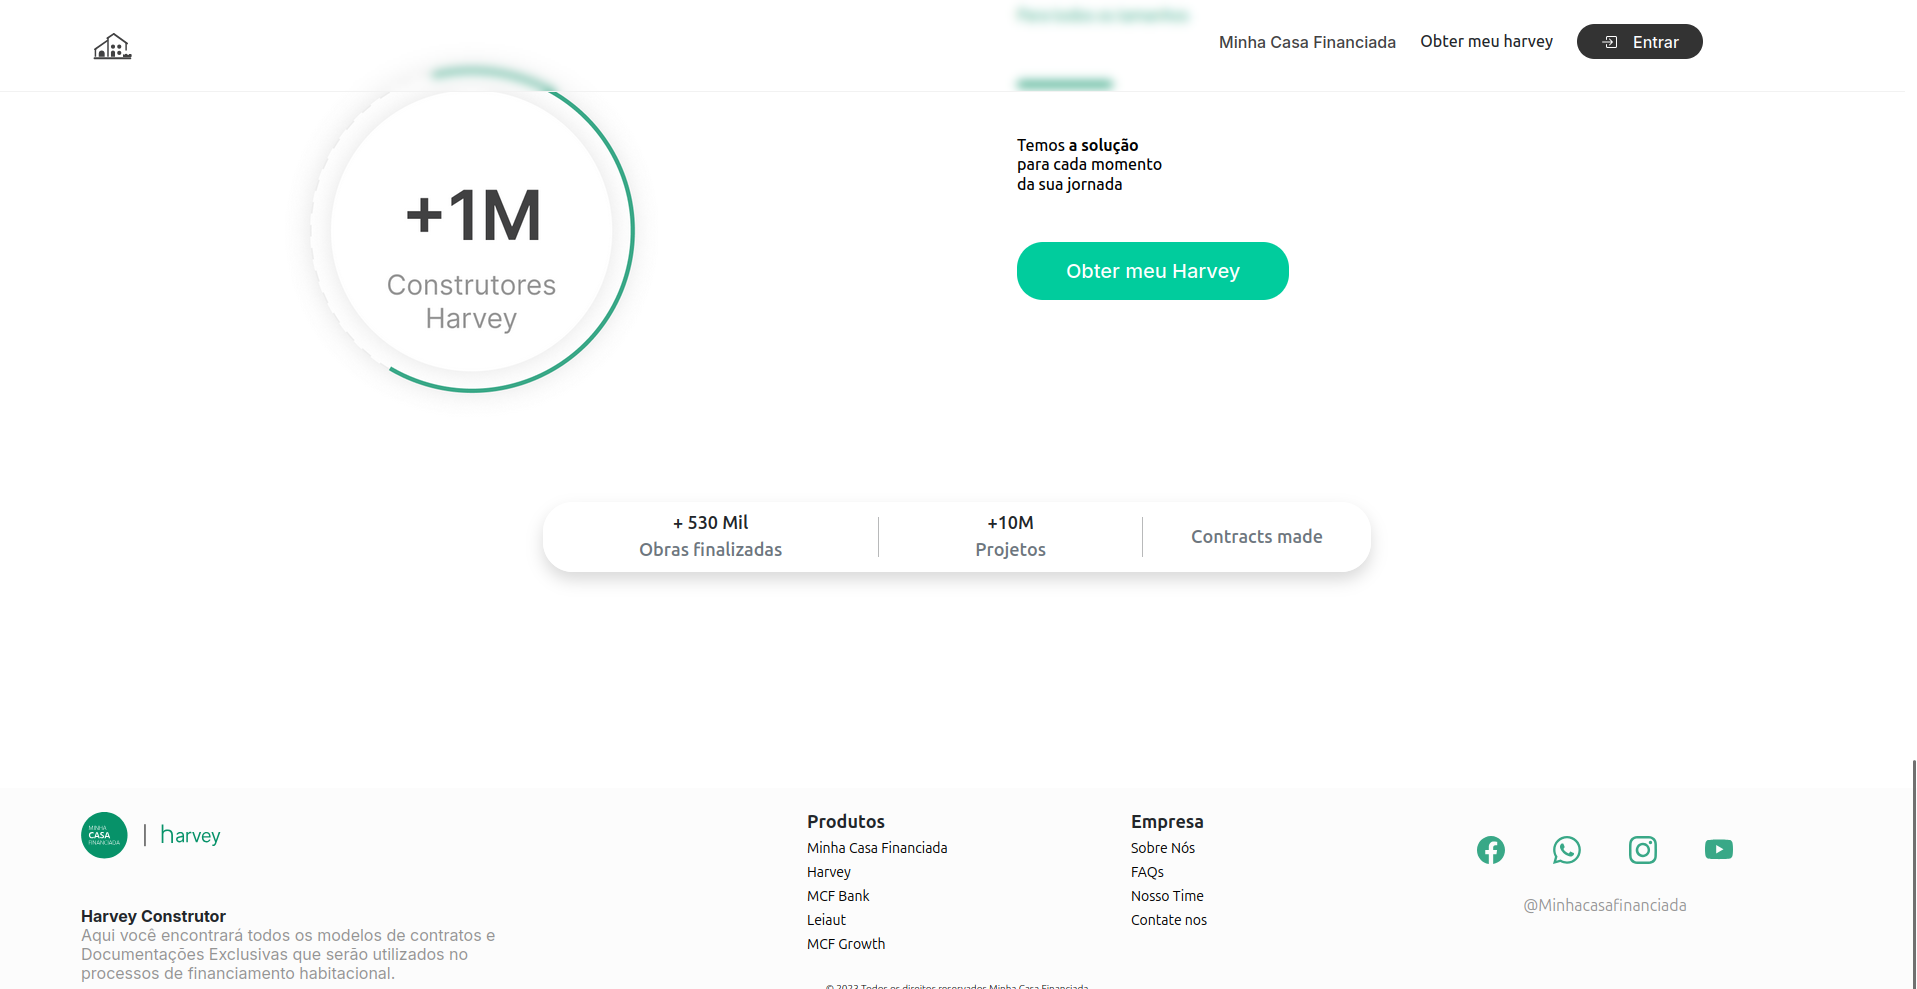 Minha Casa Financiada
Obter meu harvey
Entrar
+1M
Construtores
Harvey
Temos a solução
para cada momento
da sua jornada
Obter meu Harvey
+ 530 Mil
Obras finalizadas
+10M
Projetos
Contracts made
MINHA
CASA
FINANCIADA
harvey
Harvey Construtor
Aqui você encontrará todos os modelos de contratos e
Documentações Exclusivas que serão utilizados no
processos de financiamento habitacional.
Produtos
Minha Casa Financiada
Harvey
MCF Bank
Leiaut
MCF Growth
Empresa
Sobre Nós
FAQs
Nosso Time
Contate nos
@Minhacasafinanciada
© 2023 Todos os direitos reservados Minha Casa Financiada